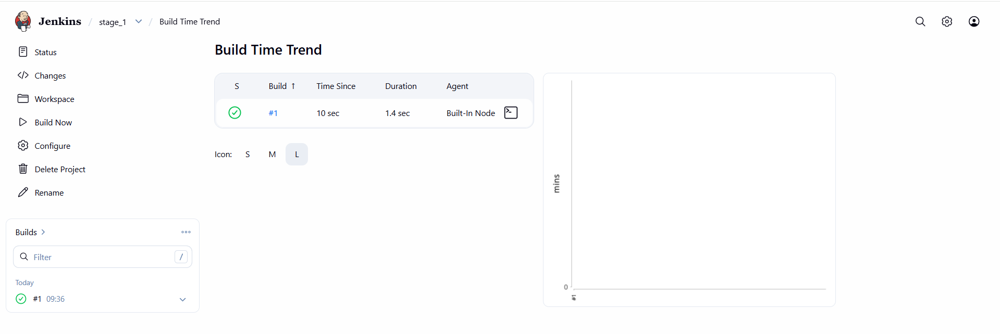 Jenkins / stage_1 / Build Time Trend
Status
Changes
Workspace
Build Now
Configure
Delete Project
Rename
Builds
Filter /
Today
#1 09:36
Build Time Trend
S Build ↑ Time Since Duration Agent
#1 10 sec 1.4 sec Built-In Node
Icon: S M L
mins
0
#1